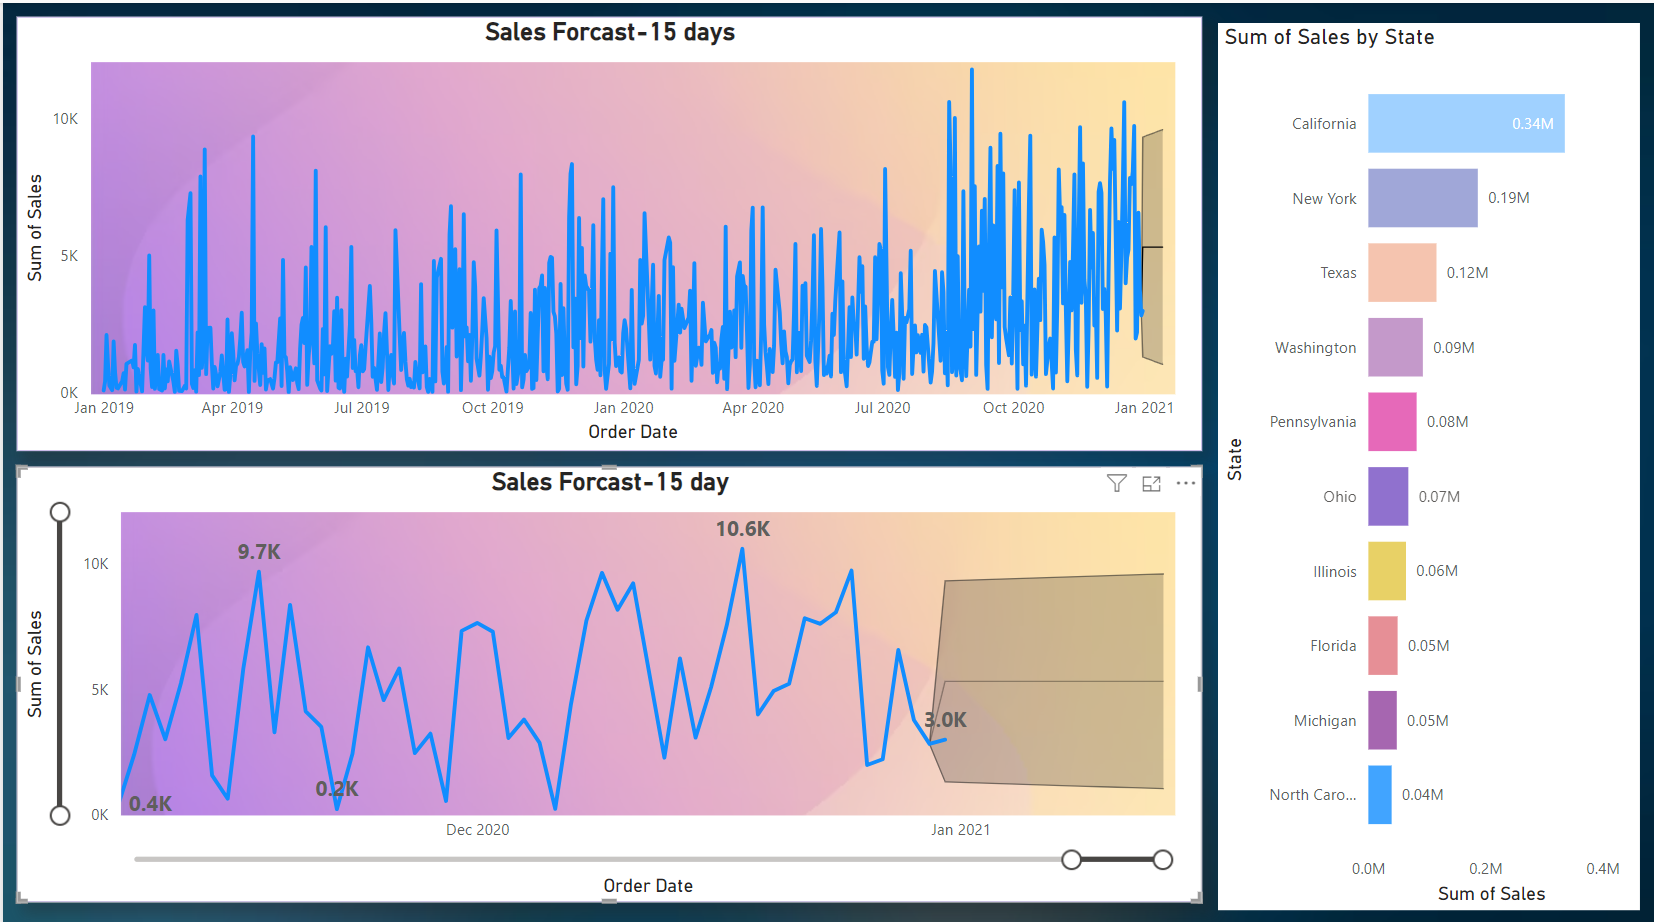 Sales Forcast-15 days
Sum of Sales
10K
5K
0K
Jan 2019 Apr 2019 Jul 2019 Oct 2019 Jan 2020 Apr 2020 Jul 2020 Oct 2020 Jan 2021
Order Date
Sales Forcast-15 day
Sum of Sales
10K
5K
0K
0.4K
9.7K
0.2K
10.6K
3.0K
Dec 2020 Jan 2021
Order Date
Sum of Sales by State
State
California 0.34M
New York 0.19M
Texas 0.12M
Washington 0.09M
Pennsylvania 0.08M
Ohio 0.07M
Illinois 0.06M
Florida 0.05M
Michigan 0.05M
North Caro... 0.04M
0.0M 0.2M 0.4M
Sum of Sales